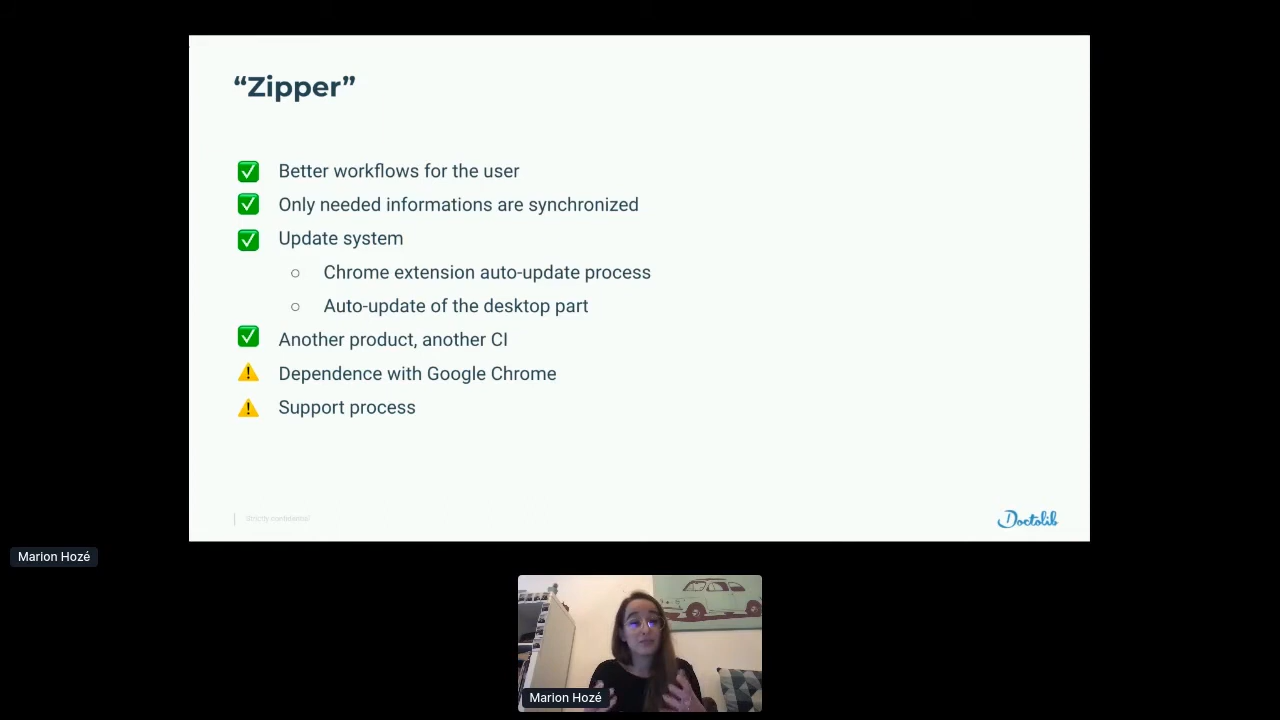 “Zipper”
Better workflows for the user
Only needed informations are synchronized
Update system
Chrome extension auto-update process
Auto-update of the desktop part
Another product, another CI
Dependence with Google Chrome
Support process
Strictly confidential
Doctolib
Marion Hozé
Marion Hozé